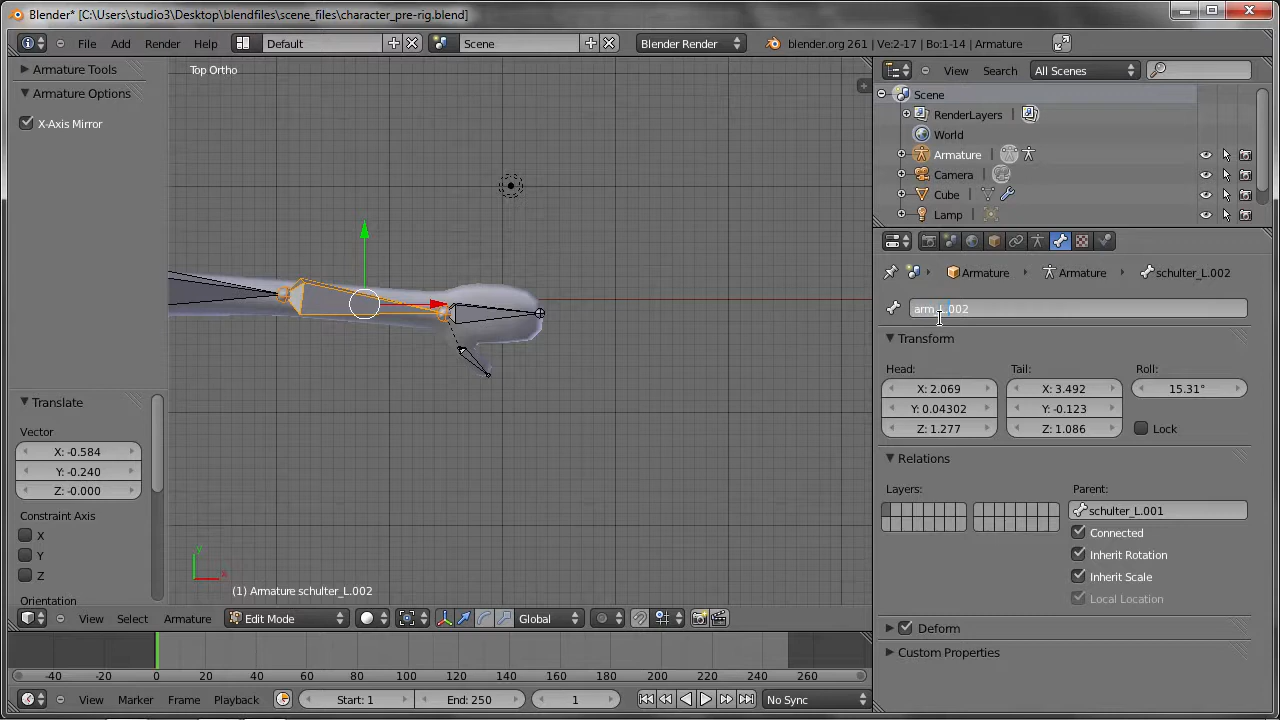 Blender* [C:\Users\studio3\Desktop\blendfiles\scene_files\character_pre-rig.blend]
File Add Render Help Default Scene Blender Render blender.org 261 | Ve:2-17 | Bo:1-14 | Armature
Armature Tools
Armature Options
X-Axis Mirror
Top Ortho
View Search All Scenes
Scene
RenderLayers
World
Armature
Camera
Cube
Lamp
Armature Armature schulter_L.002
arm_L.002
Transform
Head: Tail: Roll:
X: 2.069 X: 3.492 15.31°
Y: 0.04302 Y: -0.123
Z: 1.277 Z: 1.086 Lock
Relations
Layers: Parent:
schulter_L.001
Connected
Inherit Rotation
Inherit Scale
Local Location
Deform
Custom Properties
Translate
Vector
X: -0.584
Y: -0.240
Z: -0.000
Constraint Axis
X
Y
Z
Orientation
y
x
(1) Armature schulter_L.002
View Select Armature Edit Mode Global
-40 -20 0 20 40 60 80 100 120 140 160 180 200 220 240 260
View Marker Frame Playback Start: 1 End: 250 1 No Sync